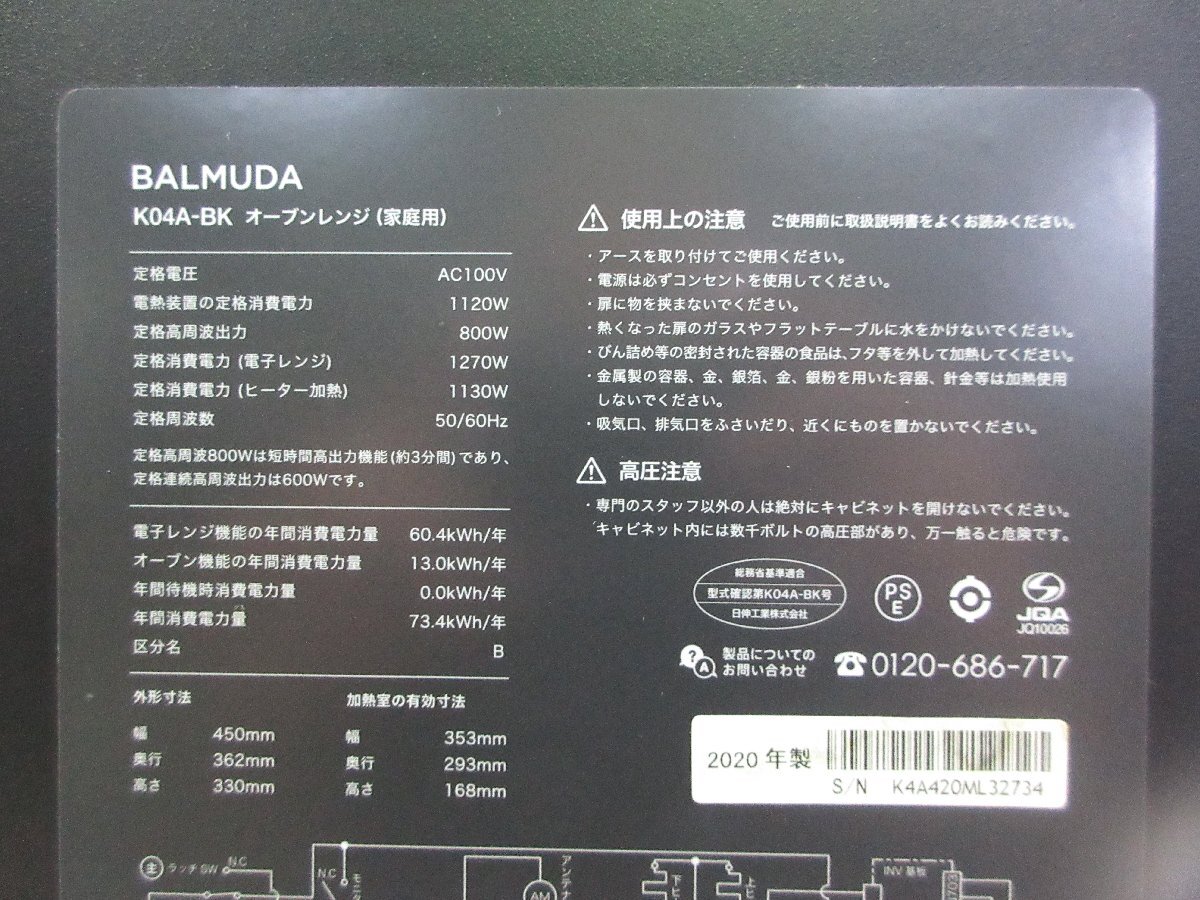 BALMUDA
K04A-BK オーブンレンジ (家庭用)
定格電圧 AC100V
電熱装置の定格消費電力 1120W
定格高周波出力 800W
定格消費電力 (電子レンジ) 1270W
定格消費電力 (ヒーター加熱) 1130W
定格周波数 50/60Hz
定格高周波800Wは短時間高出力機能(約3分間)であり、
定格連続高周波出力は600Wです。
電子レンジ機能の年間消費電力量 60.4kWh/年
オーブン機能の年間消費電力量 13.0kWh/年
年間待機時消費電力量 0.0kWh/年
年間消費電力量 73.4kWh/年
区分名 B
外形寸法 加熱室の有効寸法
幅 450mm 幅 353mm
奥行 362mm 奥行 293mm
高さ 330mm 高さ 168mm
使用上の注意 ご使用前に取扱説明書をよくお読みください。
・アースを取り付けてご使用ください。
・電源は必ずコンセントを使用してください。
・扉に物を挟まないでください。
・熱くなった扉のガラスやフラットテーブルに水をかけないでください。
・びん詰め等の密封された容器の食品は、フタ等を外して加熱してください。
・金属製の容器、金、銀箔、金、銀粉を用いた容器、針金等は加熱使用
しないでください。
・吸気口、排気口をふさいだり、近くにものを置かないでください。
高圧注意
・専門のスタッフ以外の人は絶対にキャビネットを開けないでください。
キャビネット内には数千ボルトの高圧部があり、万一触ると危険です。
総務省基準適合
型式確認第K04A-BK号
日伸工業株式会社
PS
E
JQA
JQ10026
? A 製品についての
お問い合わせ
0120-686-717
2020 年製
S/N K4A420ML32734
主 ラッチSW N.C
N.C
モニタ
AM
アンテナ
下ヒ
上ヒ
INV 基板